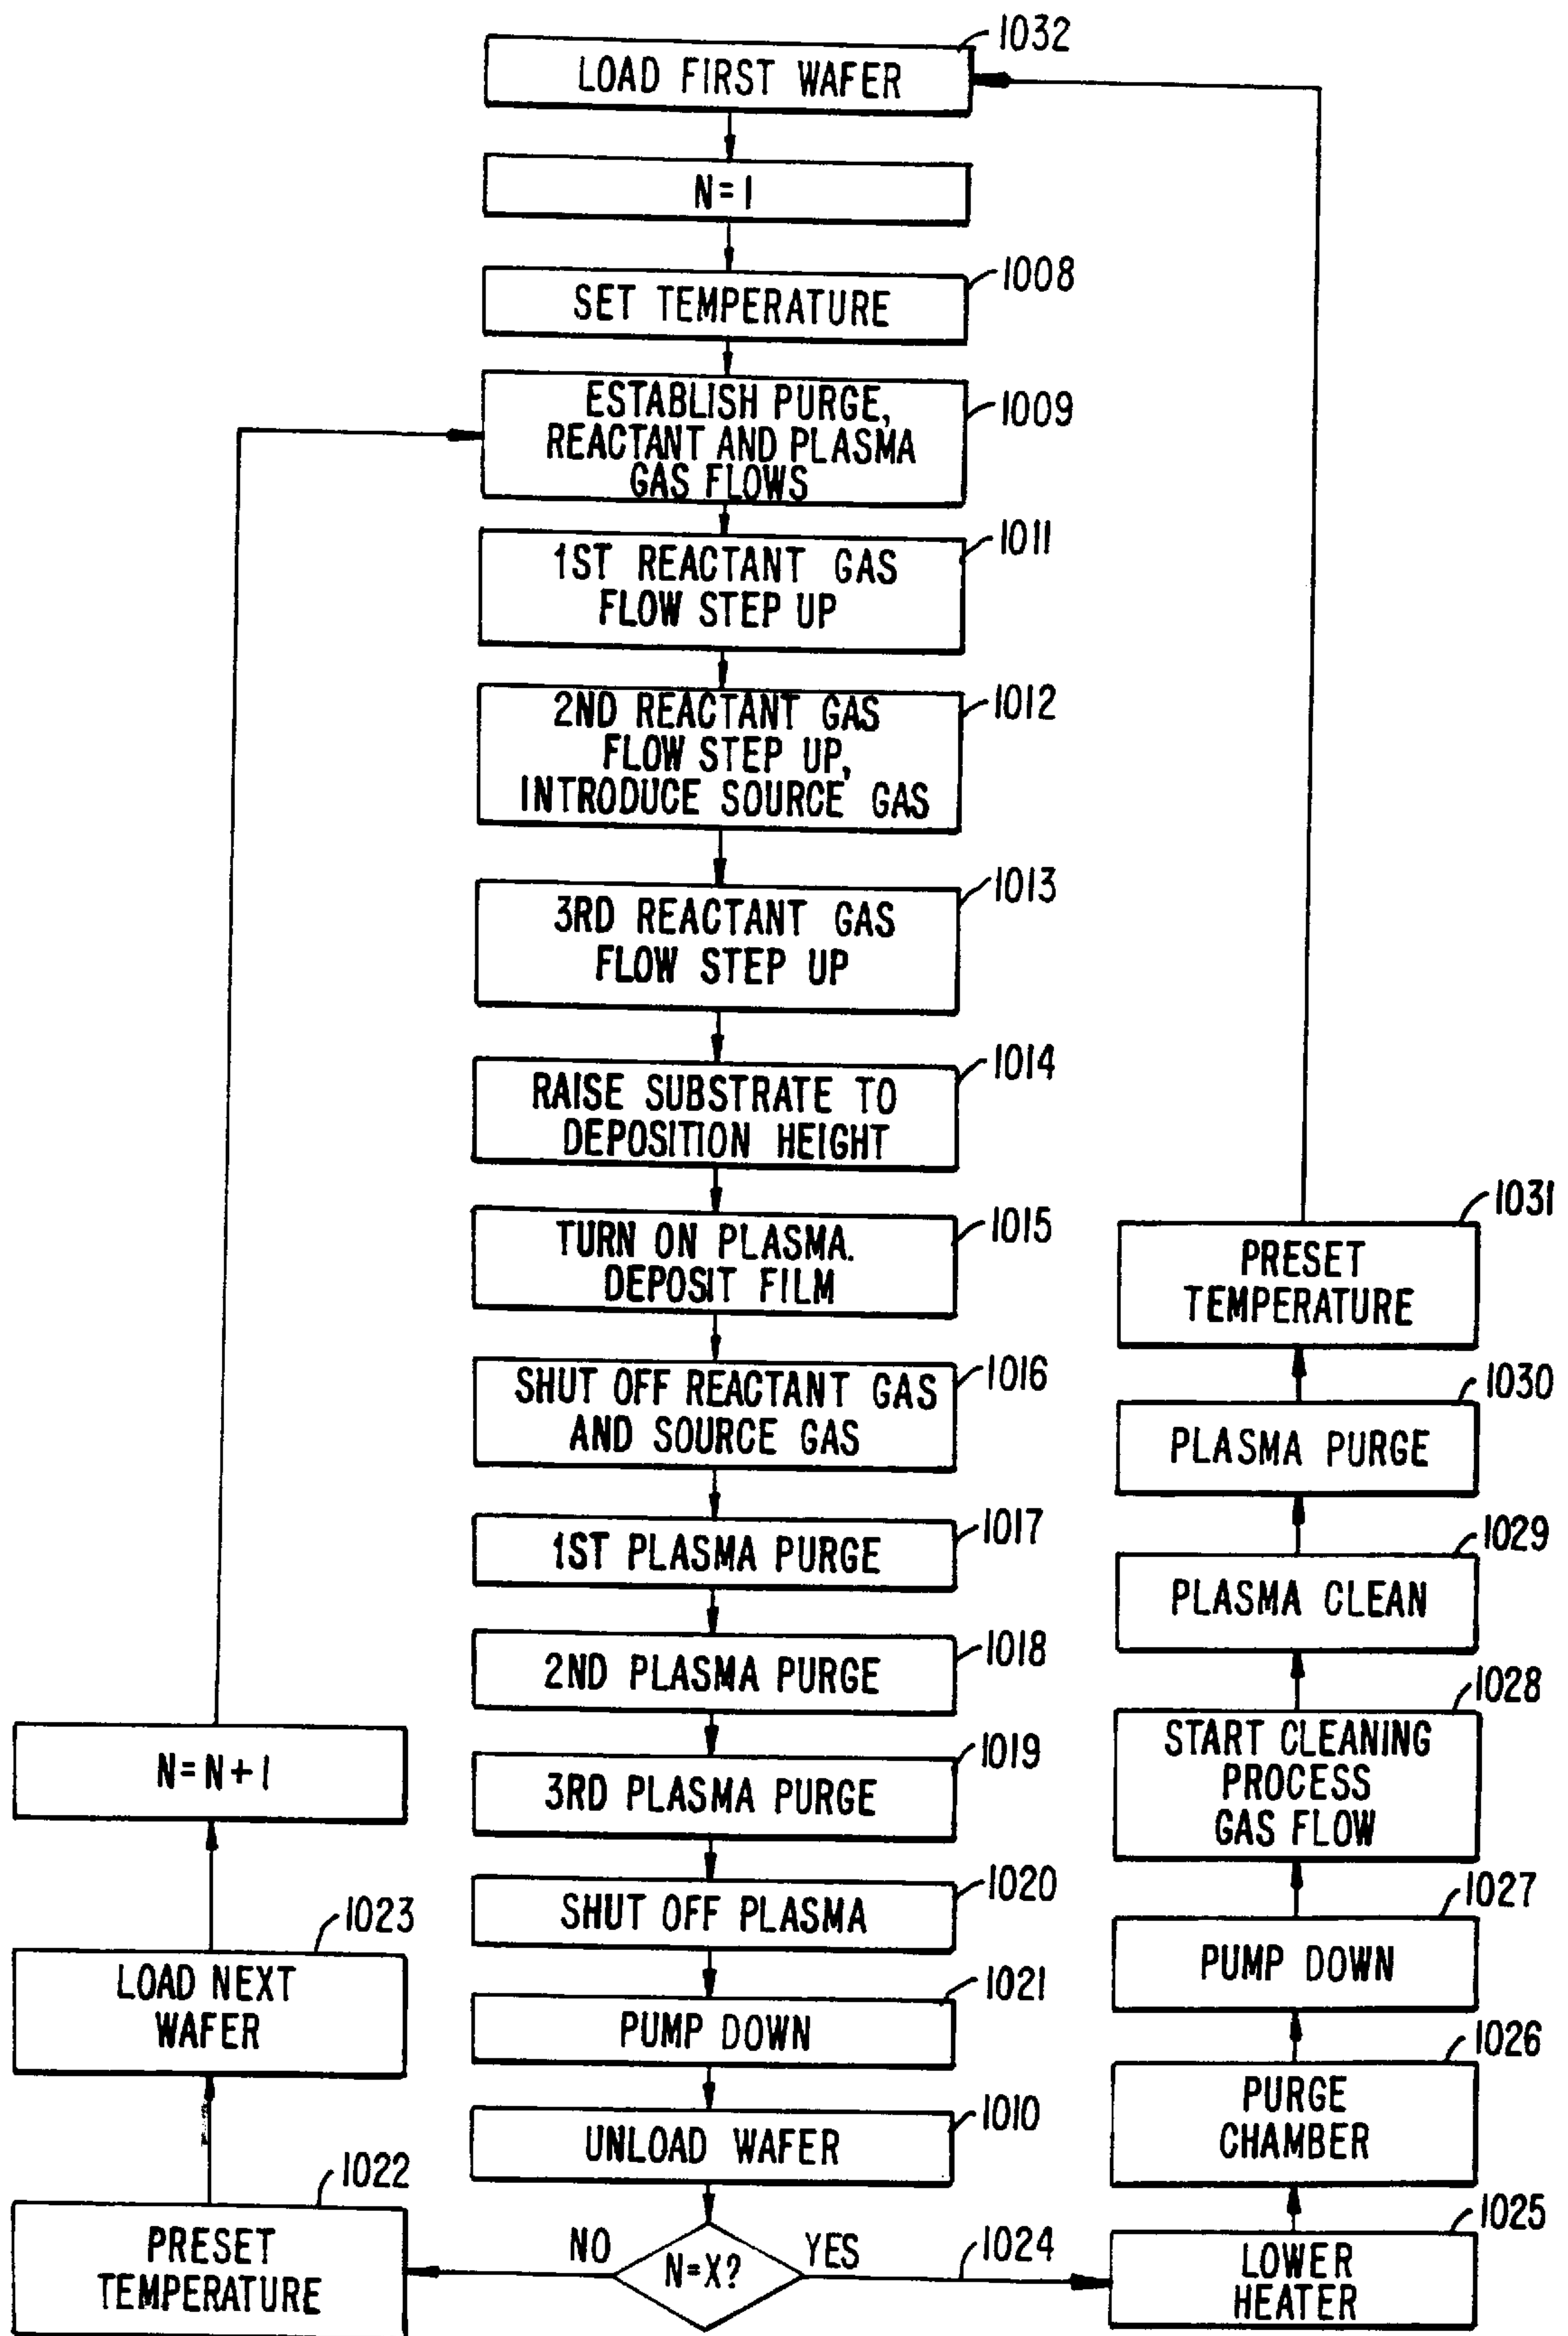 1032
LOAD FIRST WAFER
N=1
1008
SET TEMPERATURE
1009
ESTABLISH PURGE,
REACTANT AND PLASMA
GAS FLOWS
1011
1ST REACTANT GAS
FLOW STEP UP
1012
2ND REACTANT GAS
FLOW STEP UP,
INTRODUCE SOURCE GAS
1013
3RD REACTANT GAS
FLOW STEP UP
1014
RAISE SUBSTRATE TO
DEPOSITION HEIGHT
1015
TURN ON PLASMA.
DEPOSIT FILM
1016
SHUT OFF REACTANT GAS
AND SOURCE GAS
1017
1ST PLASMA PURGE
1018
2ND PLASMA PURGE
1019
3RD PLASMA PURGE
1020
SHUT OFF PLASMA
1021
PUMP DOWN
1010
UNLOAD WAFER
N=X?
NO
1022
PRESET
TEMPERATURE
1023
LOAD NEXT
WAFER
N=N+1
YES
1024
1025
LOWER
HEATER
1026
PURGE
CHAMBER
1027
PUMP DOWN
1028
START CLEANING
PROCESS
GAS FLOW
1029
PLASMA CLEAN
1030
PLASMA PURGE
1031
PRESET
TEMPERATURE